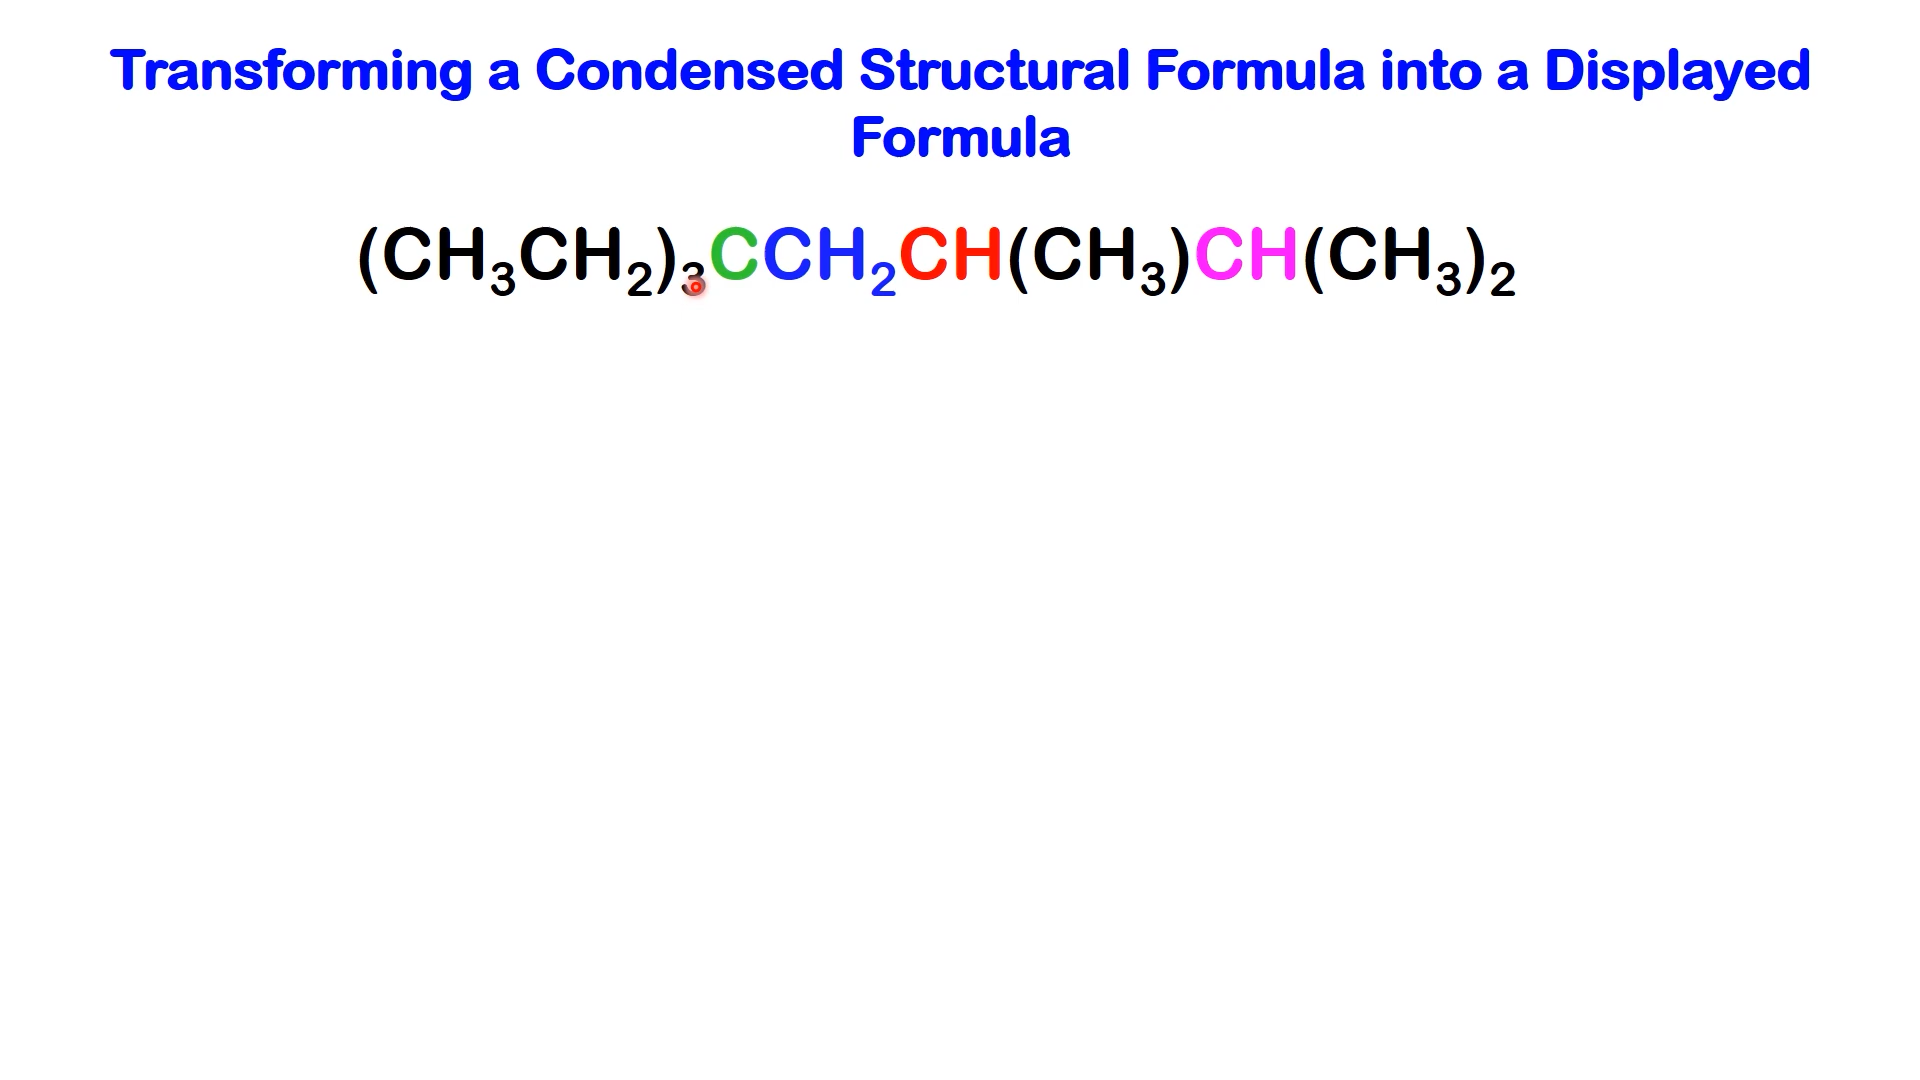 Transforming a Condensed Structural Formula into a Displayed
Formula
(CH₃CH₂)₃CCH₂CH(CH₃)CH(CH₃)₂